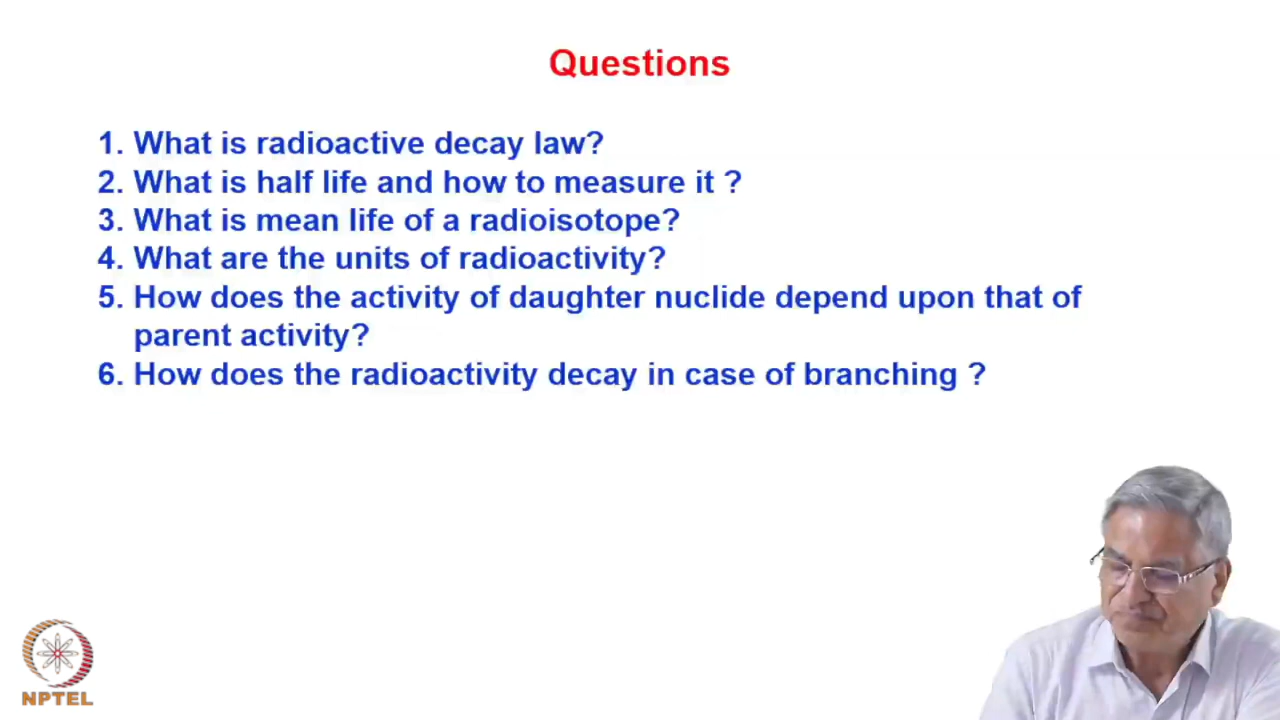 Questions
1. What is radioactive decay law?
2. What is half life and how to measure it ?
3. What is mean life of a radioisotope?
4. What are the units of radioactivity?
5. How does the activity of daughter nuclide depend upon that of
parent activity?
6. How does the radioactivity decay in case of branching ?
NPTEL